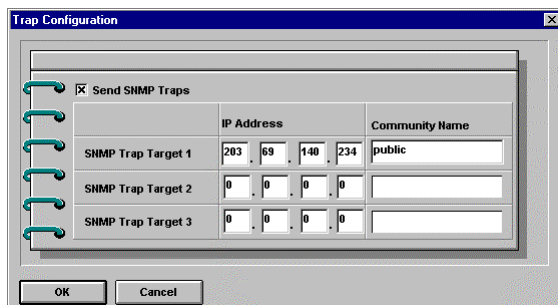 Trap Configuration
Send SNMP Traps
IP Address Community Name
SNMP Trap Target 1 203 . 69 . 140 . 234 public
SNMP Trap Target 2 0 . 0 . 0 . 0
SNMP Trap Target 3 0 . 0 . 0 . 0
OK Cancel